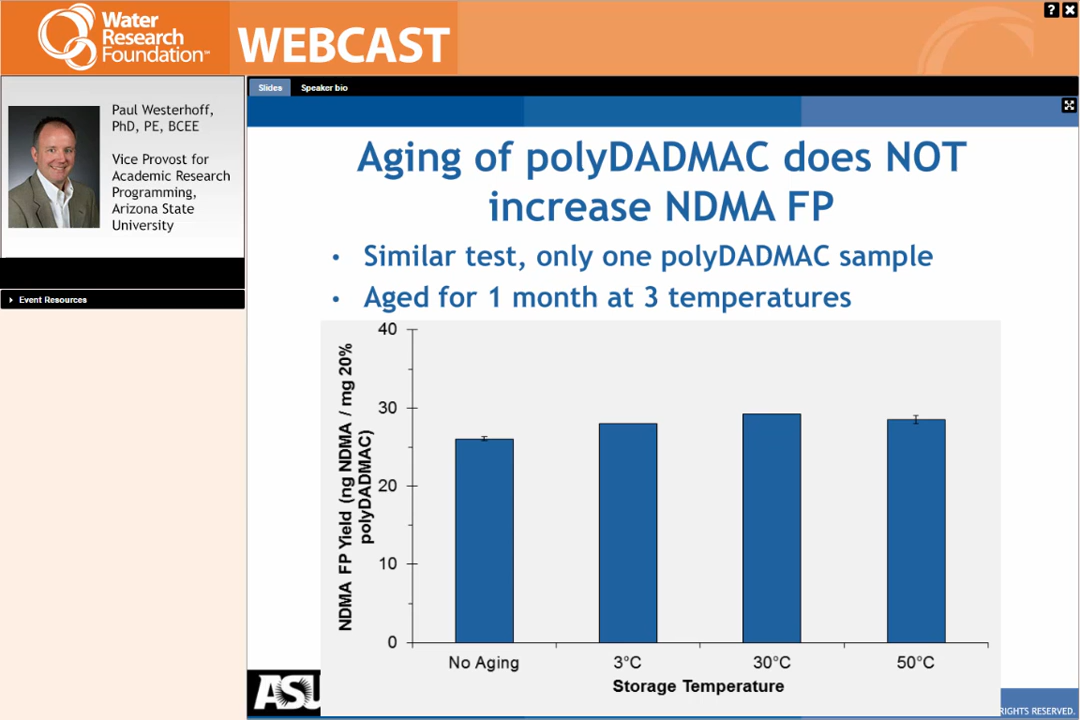 Water
Research
Foundation℠
WEBCAST
?
Slides
Speaker bio
Paul Westerhoff,
PhD, PE, BCEE
Vice Provost for
Academic Research
Programming,
Arizona State
University
Event Resources
Aging of polyDADMAC does NOT
increase NDMA FP
• Similar test, only one polyDADMAC sample
• Aged for 1 month at 3 temperatures
NDMA FP Yield (ng NDMA / mg 20%
polyDADMAC)
40
30
20
10
0
No Aging
3°C
30°C
50°C
Storage Temperature
ASU
RIGHTS RESERVED.